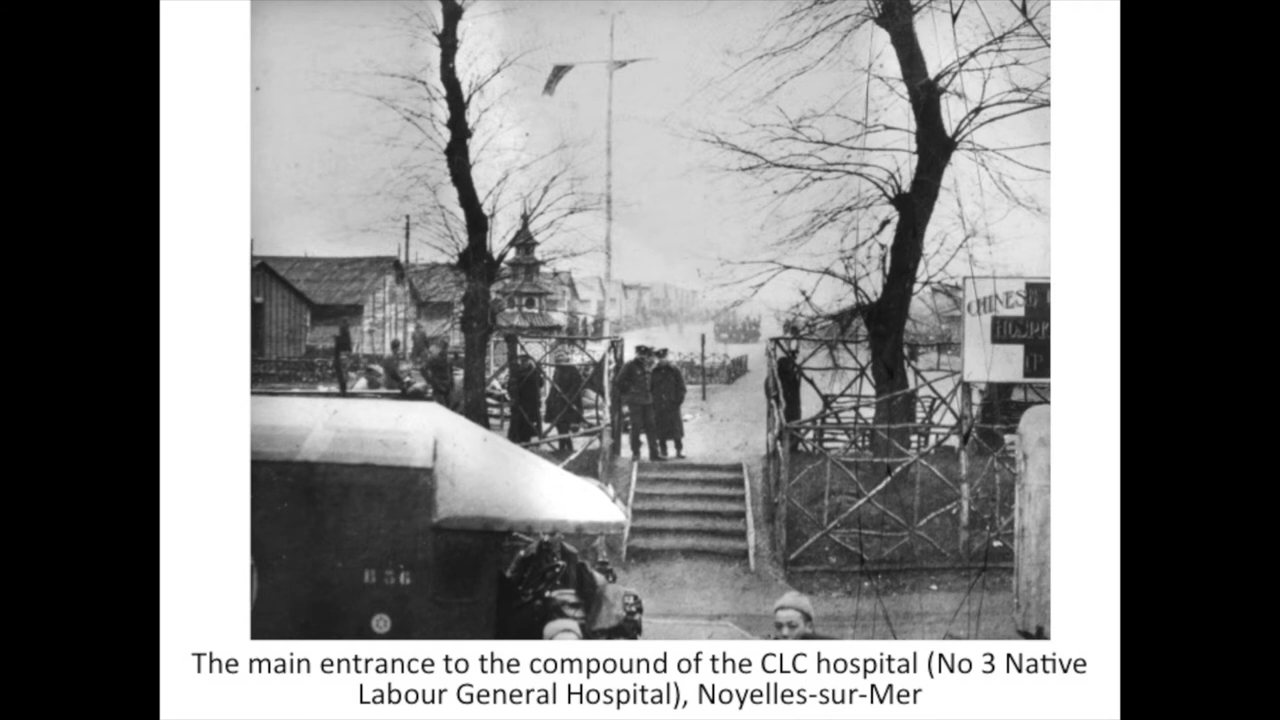 CHINESE
B 56
The main entrance to the compound of the CLC hospital (No 3 Native
Labour General Hospital), Noyelles-sur-Mer